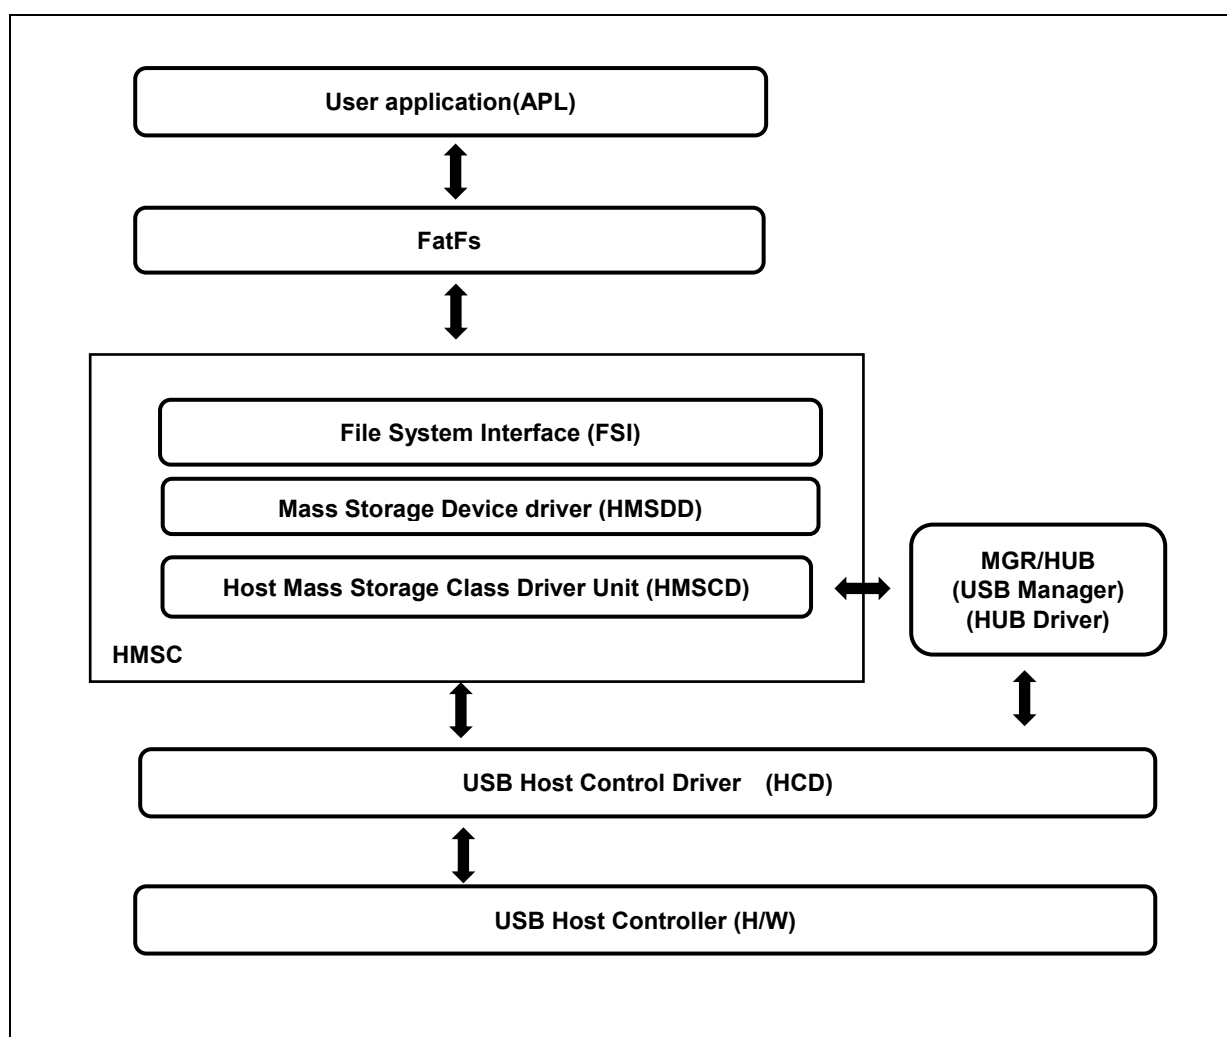 User application(APL)
FatFs
File System Interface (FSI)
Mass Storage Device driver (HMSDD)
Host Mass Storage Class Driver Unit (HMSCD)
HMSC
MGR/HUB
(USB Manager)
(HUB Driver)
USB Host Control Driver (HCD)
USB Host Controller (H/W)